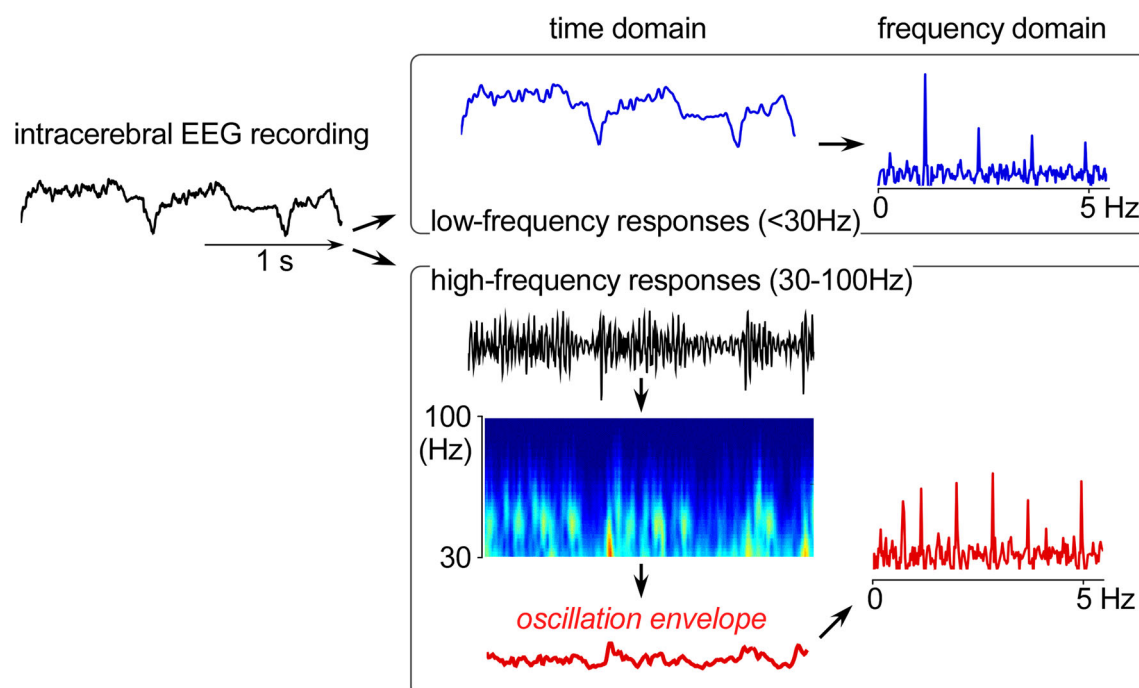 time domain
frequency domain
intracerebral EEG recording
1 s
0
5 Hz
low-frequency responses (<30Hz)
high-frequency responses (30-100Hz)
100
(Hz)
30
oscillation envelope
0
5 Hz